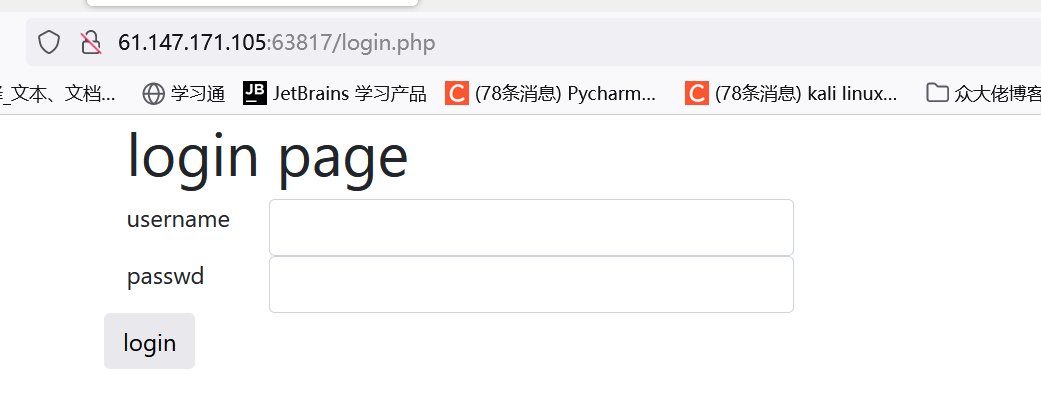 61.147.171.105:63817/login.php
_文本、文档... 学习通 JB JetBrains 学习产品 C (78条消息) Pycharm... C (78条消息) kali linux... 众大佬博客
login page
username
passwd
login